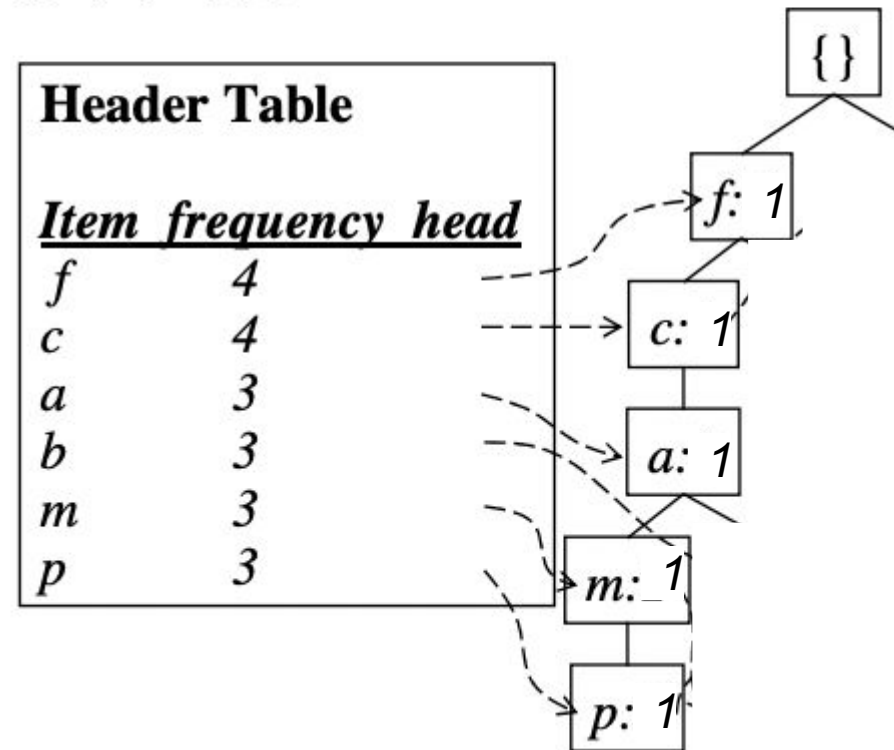 {}
Header Table
Item frequency head
f 4
c 4
a 3
b 3
m 3
p 3
f: 1
c: 1
a: 1
m: 1
p: 1